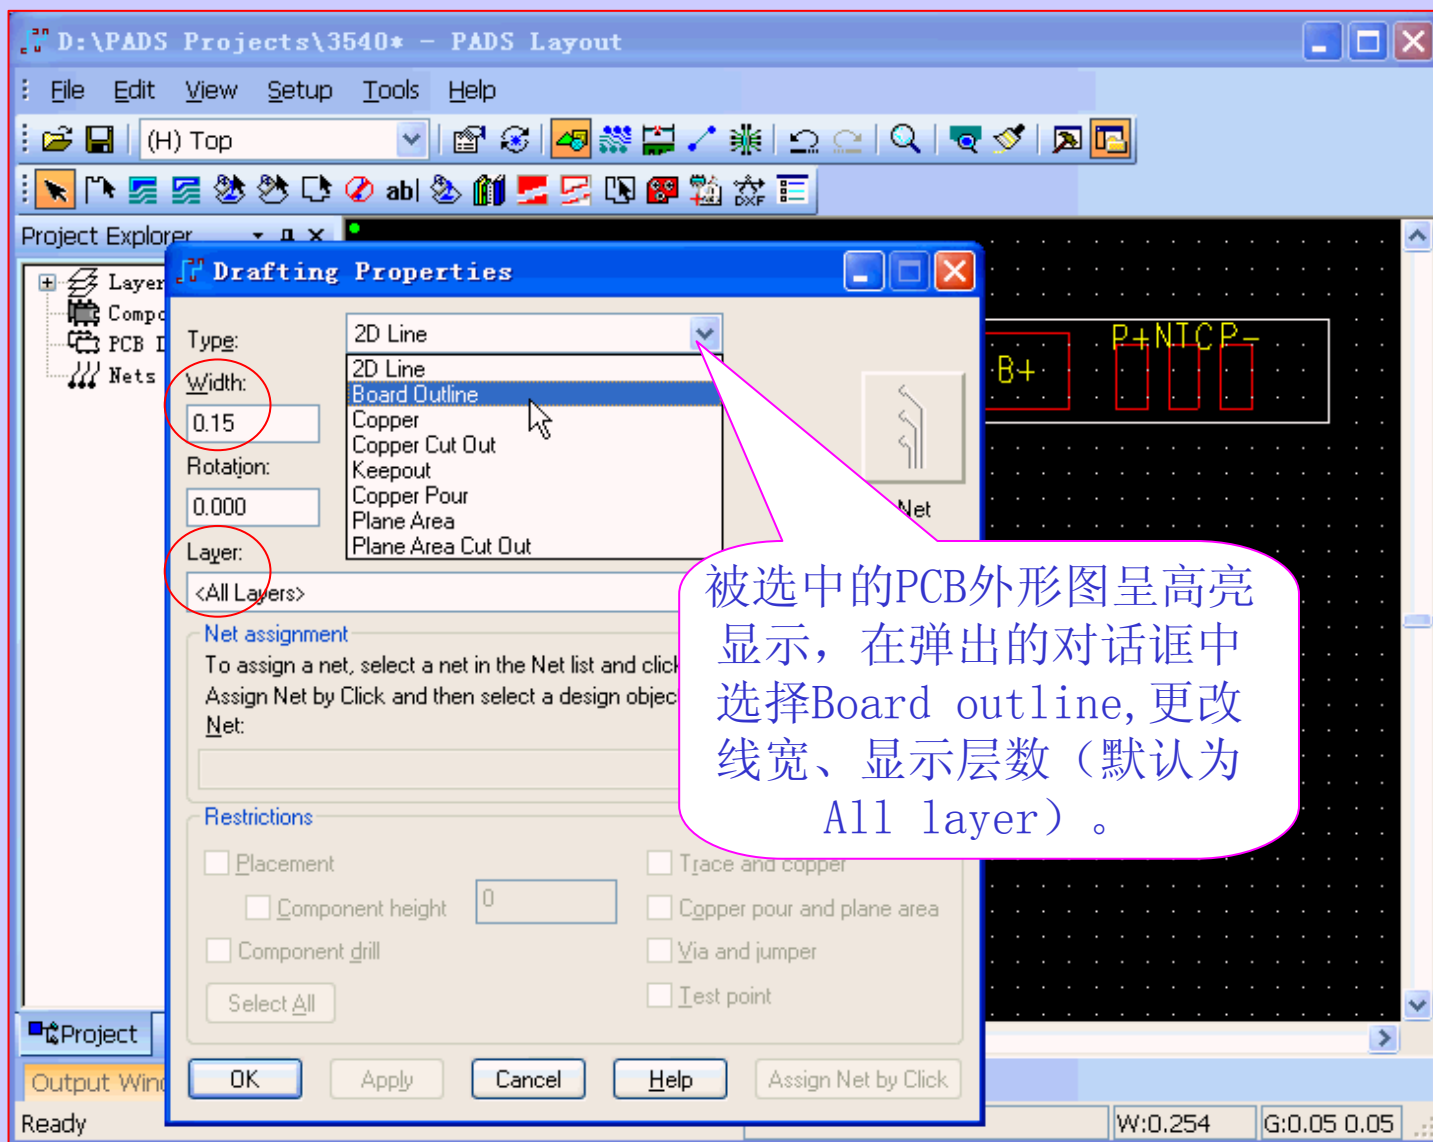 D:\PADS Projects\3540* - PADS Layout
File Edit View Setup Tools Help
(H) Top
ab|
DXF
Project Explorer
Layer
Compo
PCB D
Nets
Drafting Properties
Type:
2D Line
2D Line
Board Outline
Copper
Copper Cut Out
Keepout
Copper Pour
Plane Area
Plane Area Cut Out
Width:
0.15
Rotation:
0.000
Layer:
<All Layers>
Net
B+
P+NTCP-
被选中的PCB外形图呈高亮
显示，在弹出的对话诓中
选择Board outline,更改
线宽、显示层数（默认为
All layer）。
Net assignment
To assign a net, select a net in the Net list and click
Assign Net by Click and then select a design objec
Net:
Restrictions
Placement
Component height 0
Component drill
Select All
Trace and copper
Copper pour and plane area
Via and jumper
Test point
OK Apply Cancel Help Assign Net by Click
Project
Output Wind
Ready
W:0.254 G:0.05 0.05